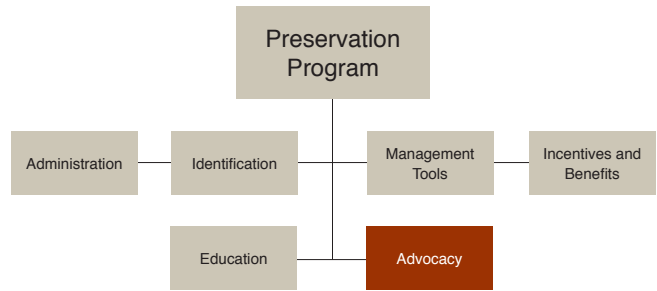 Preservation
Program
Administration
Identification
Management
Tools
Incentives and
Benefits
Education
Advocacy